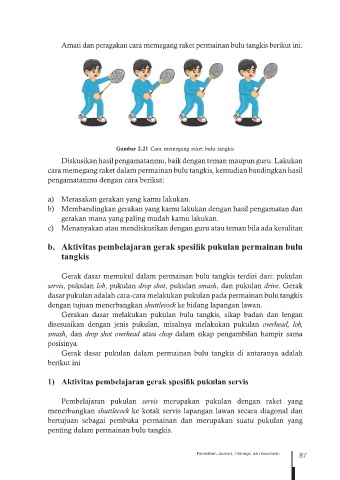 Amati dan peragakan cara memegang raket permainan bulu tangkis berikut ini.
Gambar 2.21 Cara memegang raket bulu tangkis
Diskusikan hasil pengamatanmu, baik dengan teman maupun guru. Lakukan
cara memegang raket dalam permainan bulu tangkis, kemudian bandingkan hasil
pengamatanmu dengan cara berikut:
a) Merasakan gerakan yang kamu lakukan.
b) Membandingkan gerakan yang kamu lakukan dengan hasil pengamatan dan
gerakan mana yang paling mudah kamu lakukan.
c) Menanyakan atau mendiskusikan dengan guru atau teman bila ada kesulitan
b. Aktivitas pembelajaran gerak spesifik pukulan permainan bulu
tangkis
Gerak dasar memukul dalam permainan bulu tangkis terdiri dari: pukulan
servis, pukulan lob, pukulan drop shot, pukulan smash, dan pukulan drive. Gerak
dasar pukulan adalah cara-cara melakukan pukulan pada permainan bulu tangkis
dengan tujuan menerbangkan shuttlecock ke bidang lapangan lawan.
Gerakan dasar melakukan pukulan bulu tangkis, sikap badan dan lengan
disesuaikan dengan jenis pukulan, misalnya melakukan pukulan overhead, lob,
smash, dan drop shot overhead atau chop dalam sikap pengambilan hampir sama
posisinya.
Gerak dasar pukulan dalam permainan bulu tangkis di antaranya adalah
berikut ini
1) Aktivitas pembelajaran gerak spesifik pukulan servis
Pembelajaran pukulan servis merupakan pukulan dengan raket yang
menerbangkan shuttlecock ke kotak servis lapangan lawan secara diagonal dan
bertujuan sebagai pembuka permainan dan merupakan suatu pukulan yang
penting dalam permainan bulu tangkis.
Pendidikan Jasmani, Olahraga, dan Kesehatan 87